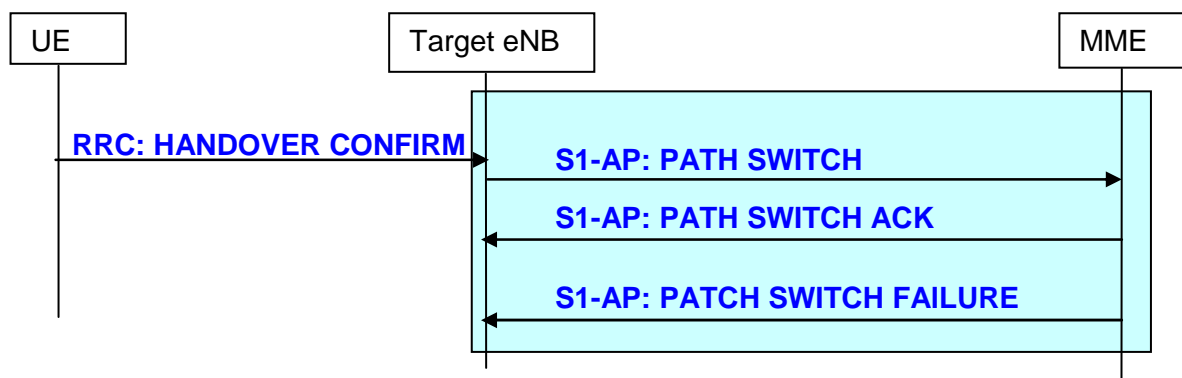 UE
Target eNB
MME
RRC: HANDOVER CONFIRM
S1-AP: PATH SWITCH
S1-AP: PATH SWITCH ACK
S1-AP: PATCH SWITCH FAILURE